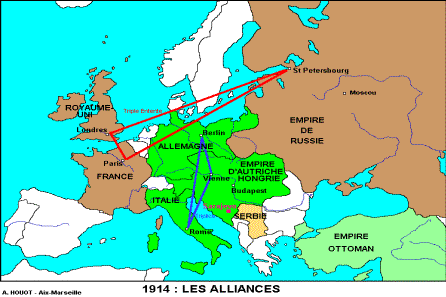 St Petersbourg
Moscou
ROYAUME-
UNI
Triple Entente
Londres
Berlin
ALLEMAGNE
EMPIRE
DE
RUSSIE
Paris
FRANCE
EMPIRE
D'AUTRICHE
HONGRIE
Vienne
Budapest
ITALIE
Sarajevo
Triplice
SERBIE
Rome
EMPIRE
OTTOMAN
A. HOUOT - Aix-Marseille
1914 : LES ALLIANCES